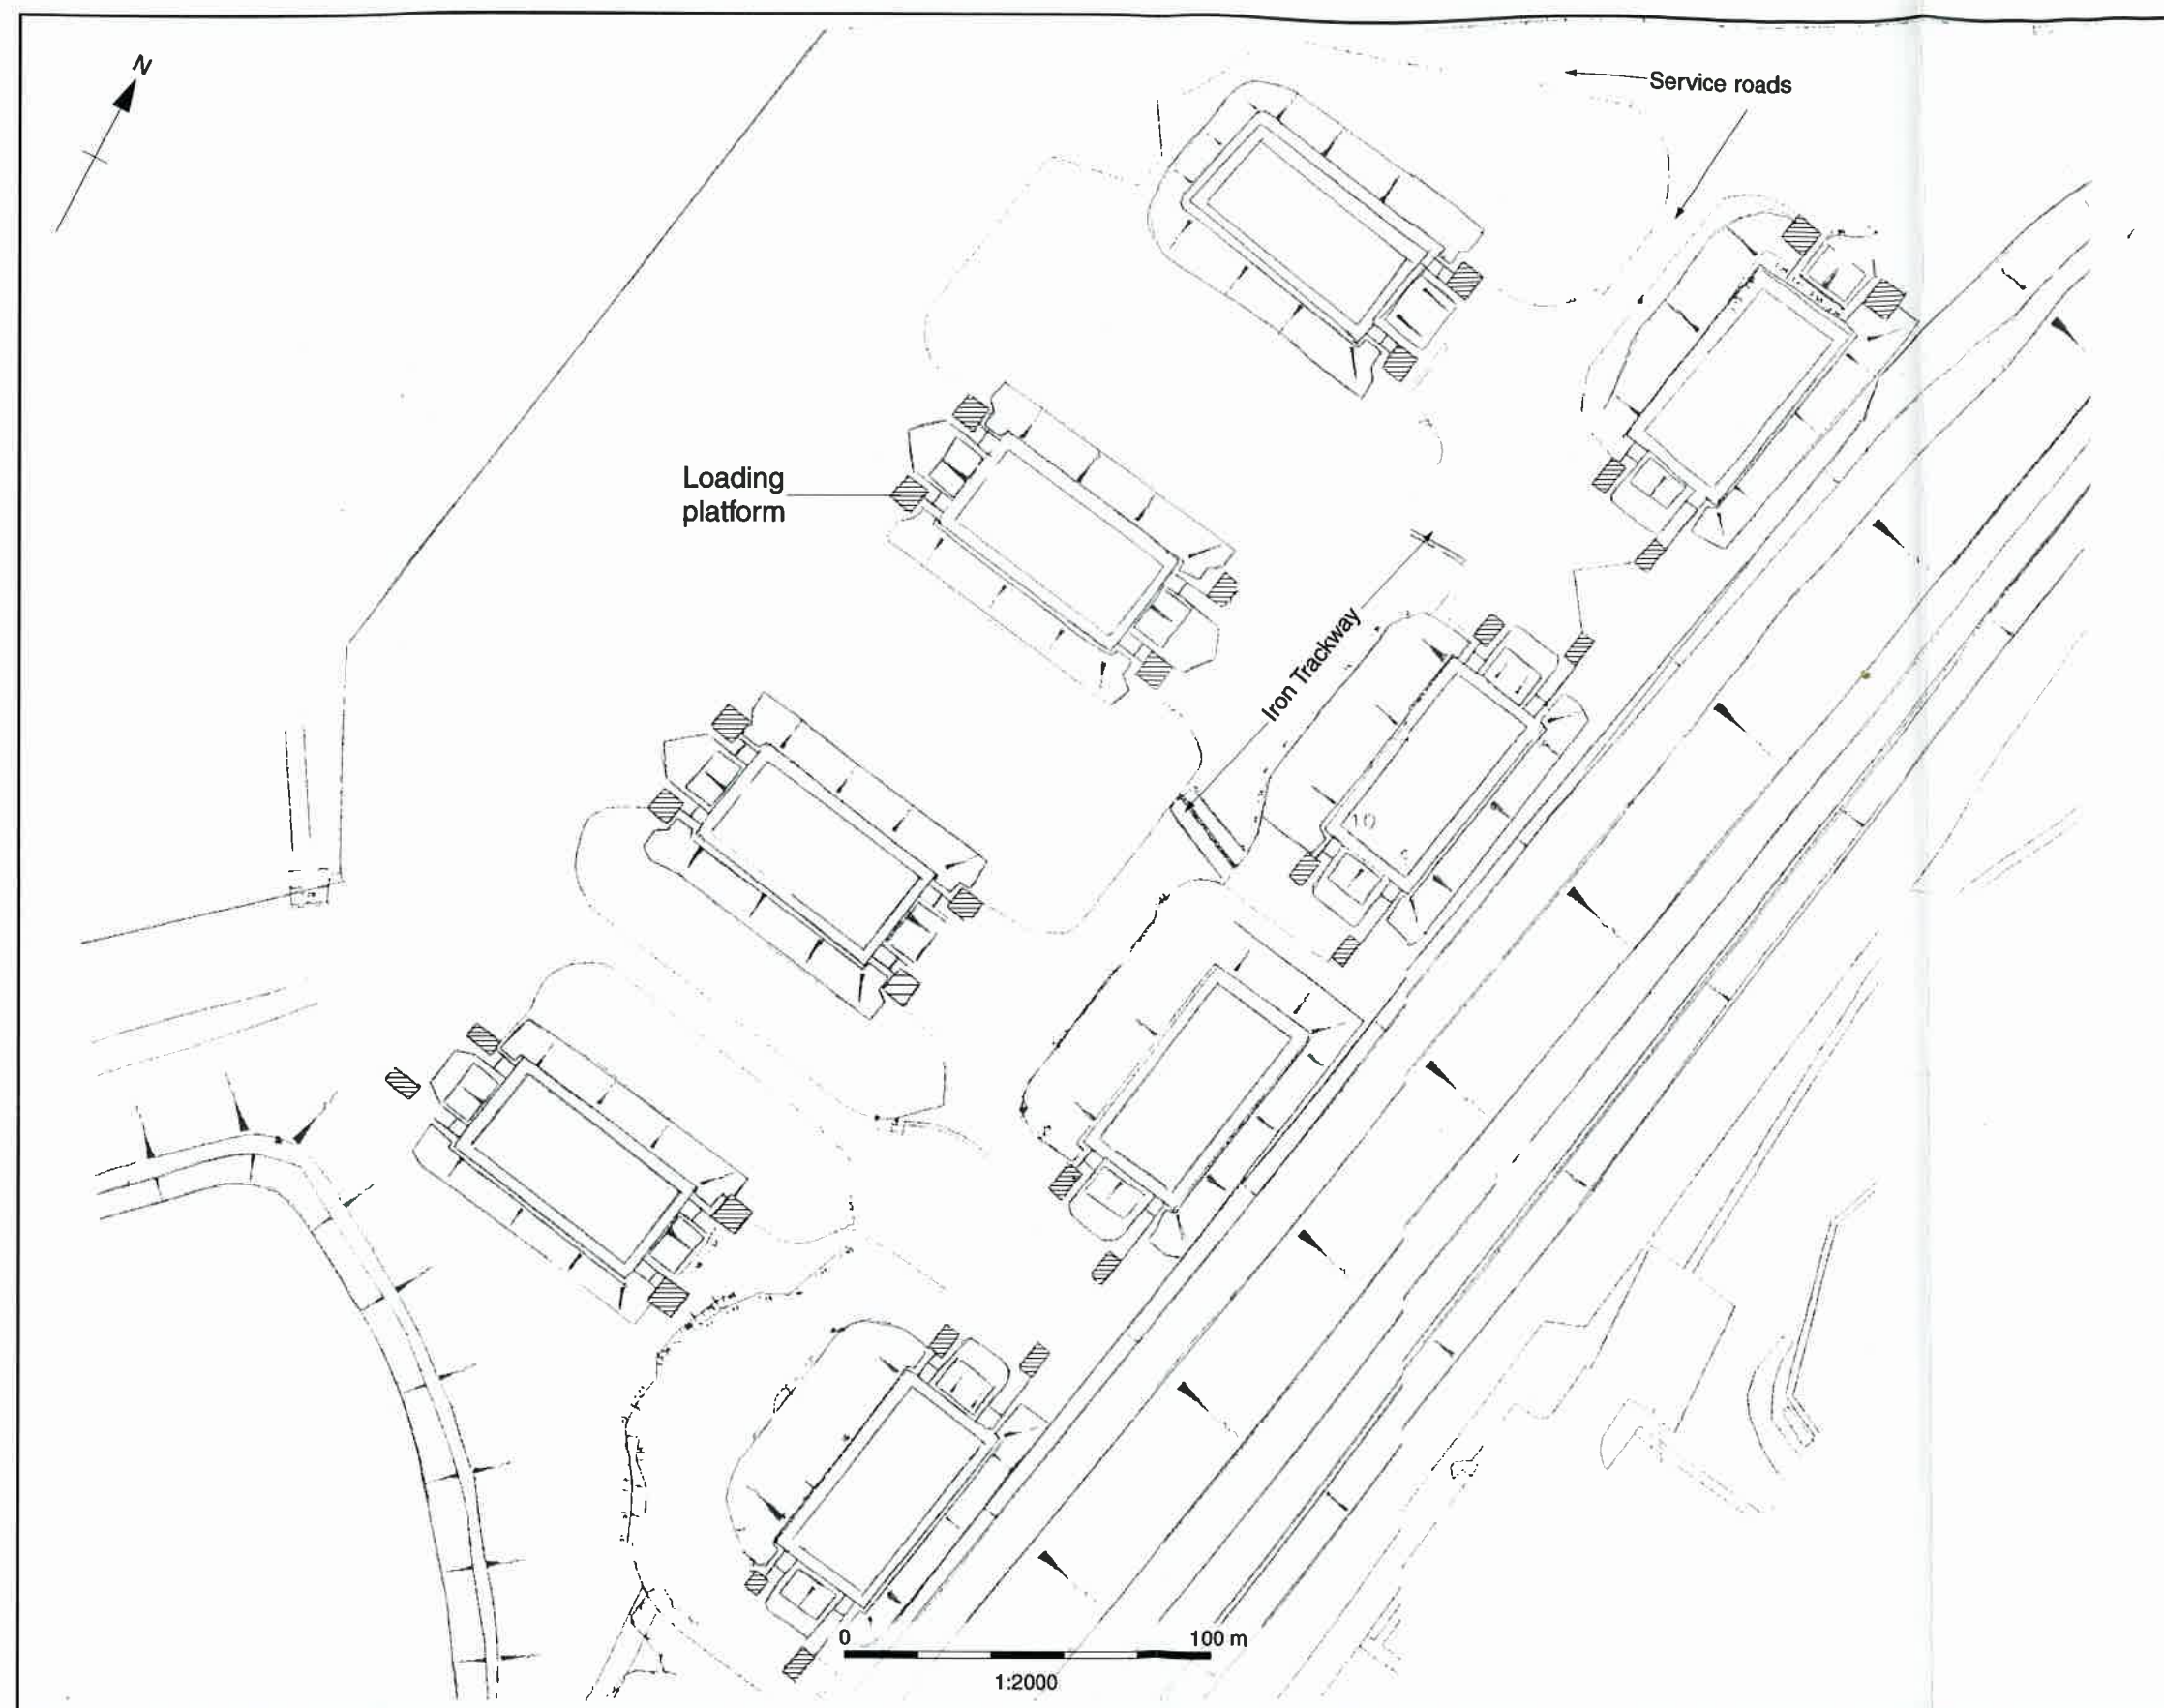 N
Service roads
Loading
platform
Iron Trackway
10
0
100 m
1:2000